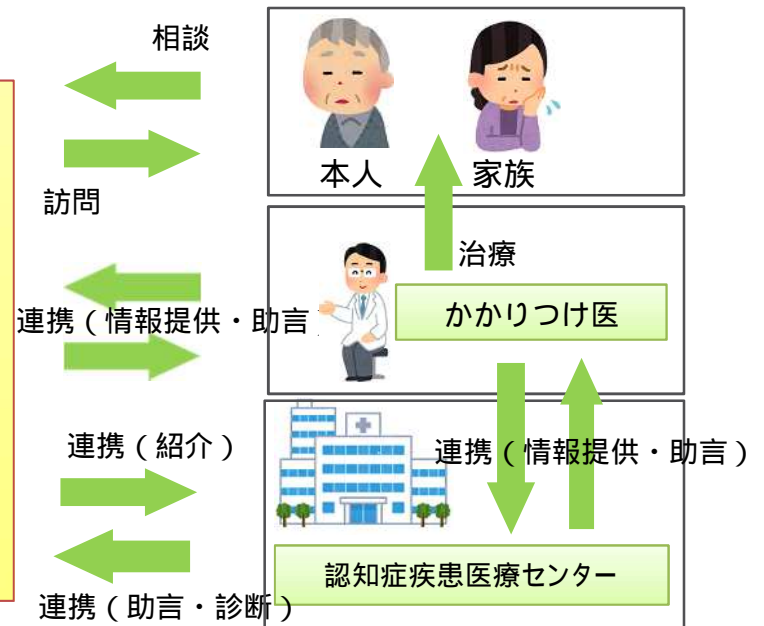 相談
本人
家族
訪問
治療
かかりつけ医
連携（情報提供・助言）
連携（紹介）
連携（情報提供・助言）
認知症疾患医療センター
連携（助言・診断）